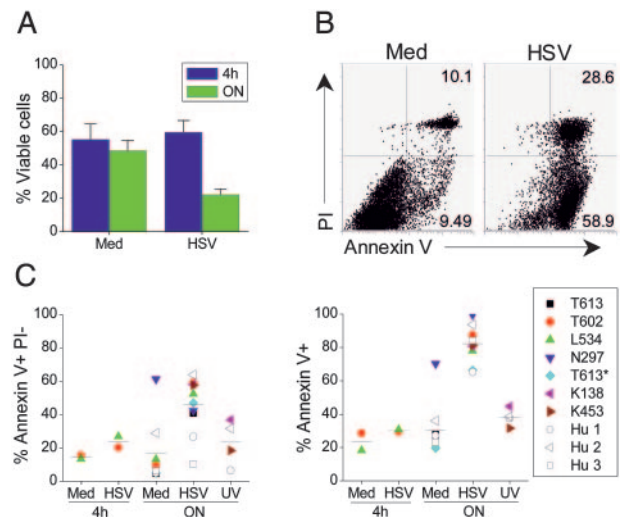 A
100
80
60
40
20
0
% Viable cells
4h
ON
Med HSV
B
Med HSV
10.1
28.6
9.49
58.9
PI
Annexin V
C
100
80
60
40
20
0
% Annexin V+ PI-
Med HSV Med HSV UV
4h ON
100
80
60
40
20
0
% Annexin V+
Med HSV Med HSV UV
4h ON
T613
T602
L534
N297
T613*
K138
K453
Hu 1
Hu 2
Hu 3